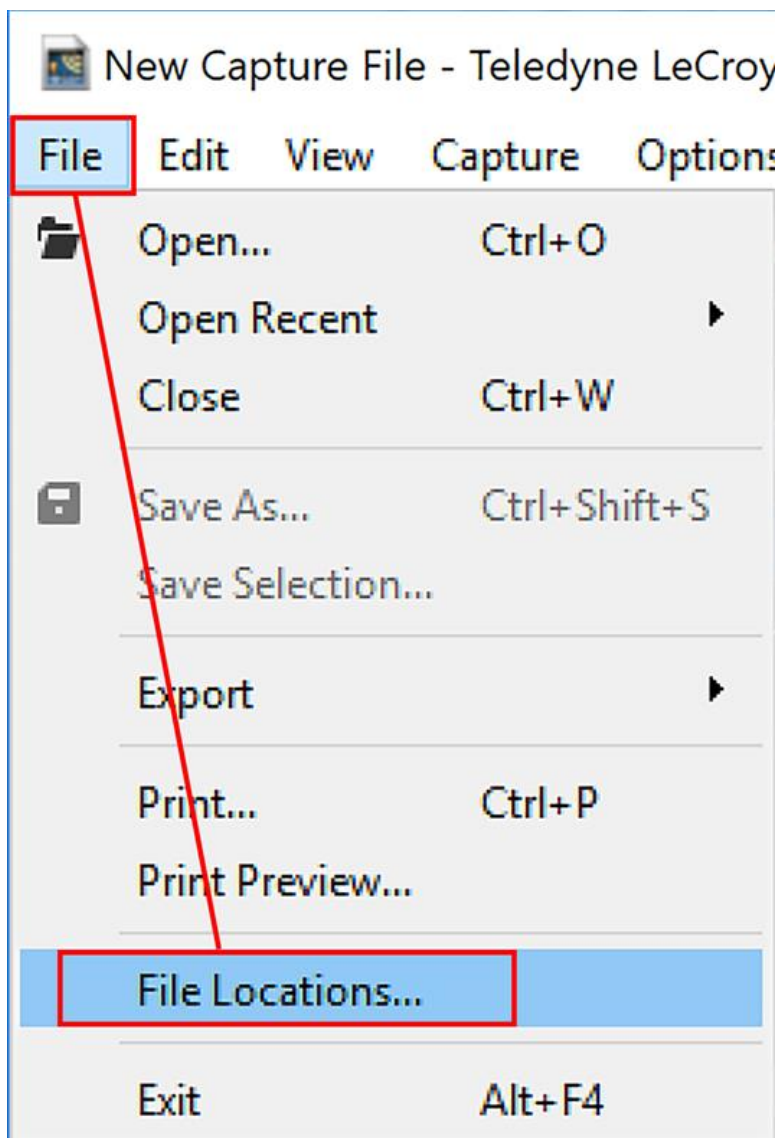 New Capture File - Teledyne LeCroy
File Edit View Capture Options
Open... Ctrl+O
Open Recent
Close Ctrl+W
Save As... Ctrl+Shift+S
Save Selection...
Export
Print... Ctrl+P
Print Preview...
File Locations...
Exit Alt+F4